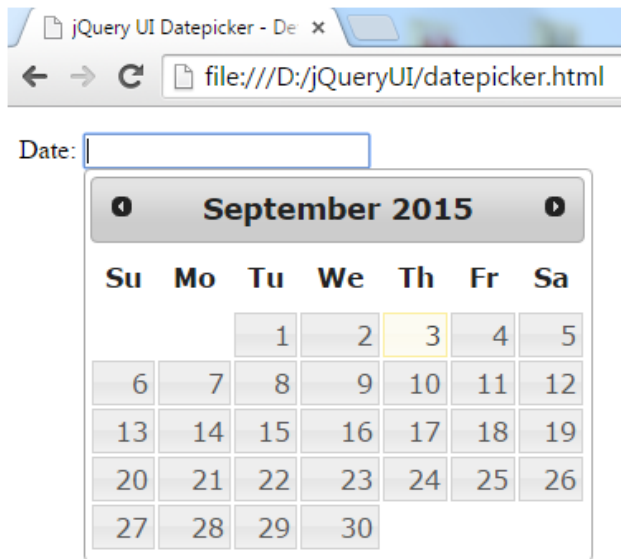 jQuery UI Datepicker - De
file:///D:/jQueryUI/datepicker.html
Date:
September 2015
Su Mo Tu We Th Fr Sa
1 2 3 4 5
6 7 8 9 10 11 12
13 14 15 16 17 18 19
20 21 22 23 24 25 26
27 28 29 30